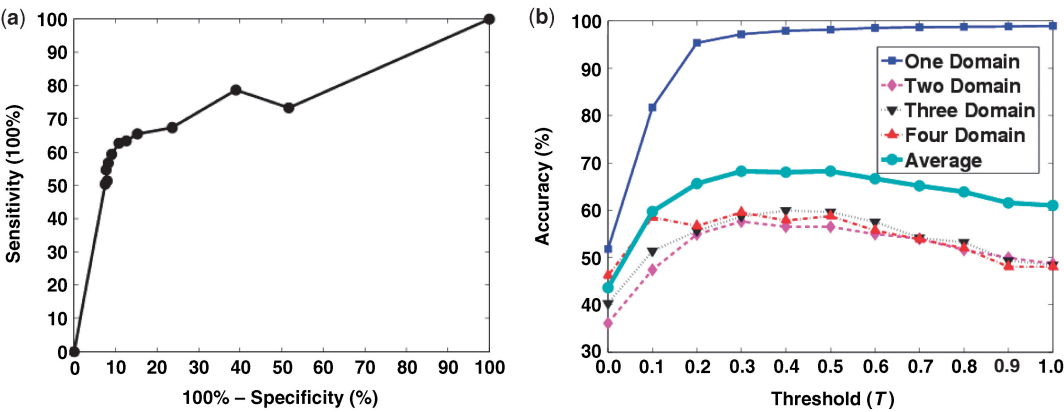 (a)
100
90
80
70
60
50
40
30
20
10
0
Sensitivity (100%)
0 10 20 30 40 50 60 70 80 90 100
100% – Specificity (%)
(b)
100
90
80
70
60
50
40
30
Accuracy (%)
One Domain
Two Domain
Three Domain
Four Domain
Average
0.0 0.1 0.2 0.3 0.4 0.5 0.6 0.7 0.8 0.9 1.0
Threshold (T)